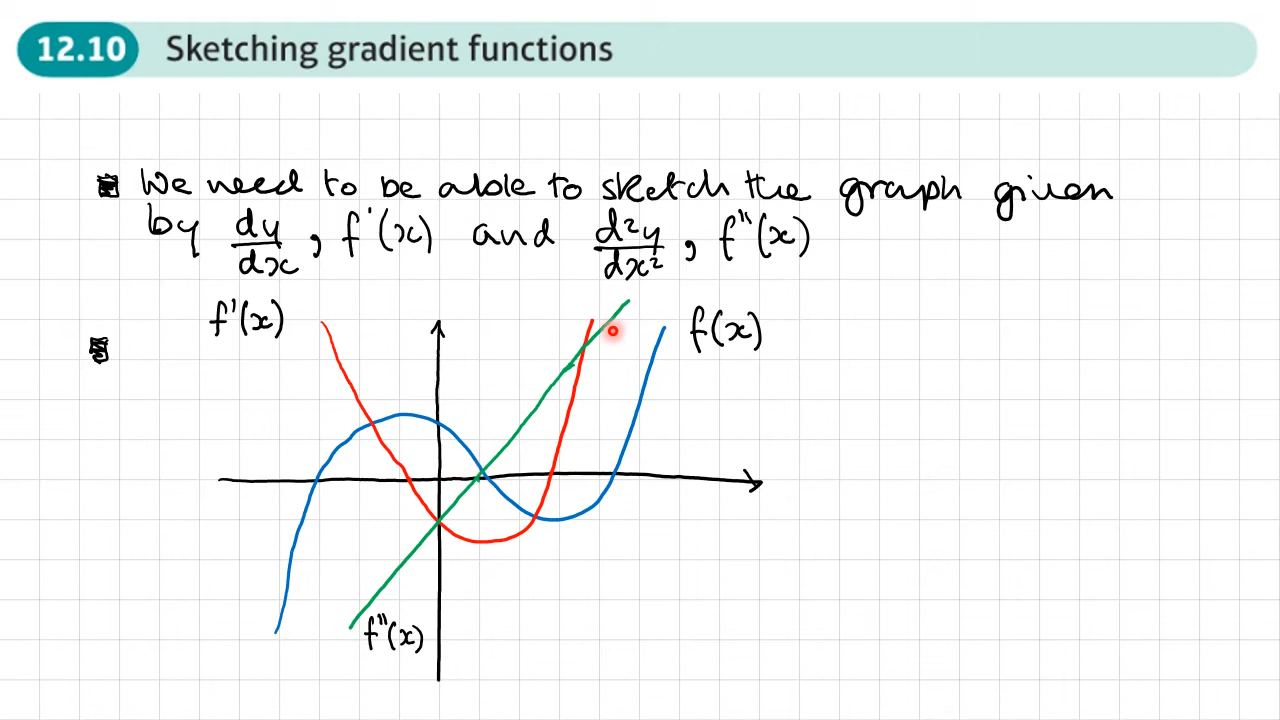 12.10 Sketching gradient functions
We need to be able to sketch the graph given
by dy/dx, f'(x) and d²y/dx², f''(x)
f'(x)
f(x)
f''(x)